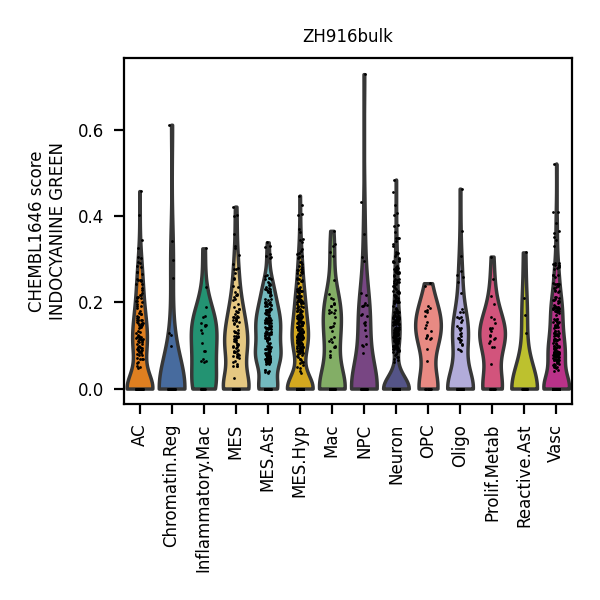 ZH916bulk
CHEMBL1646 score
INDOCYANINE GREEN
0.6
0.4
0.2
0.0
AC
Chromatin.Reg
Inflammatory.Mac
MES
MES.Ast
MES.Hyp
Mac
NPC
Neuron
OPC
Oligo
Prolif.Metab
Reactive.Ast
Vasc